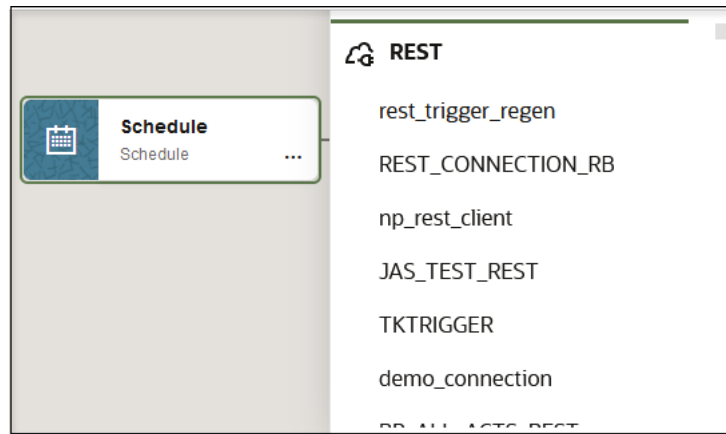 REST
rest_trigger_regen
Schedule
Schedule
...
REST_CONNECTION_RB
np_rest_client
JAS_TEST_REST
TKTRIGGER
demo_connection